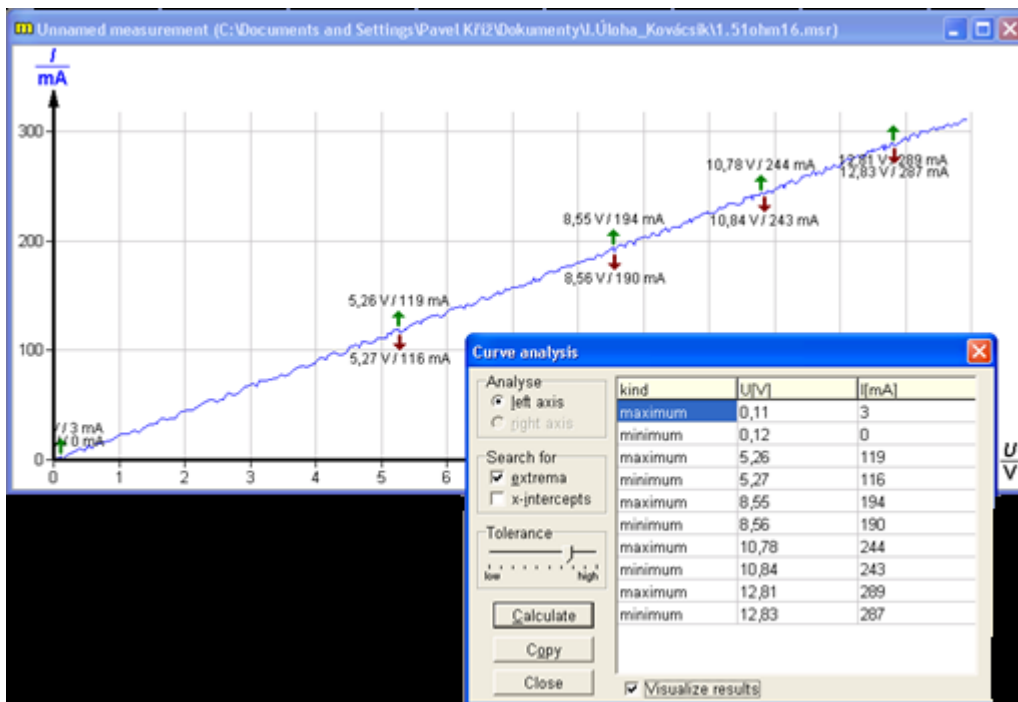 Unnamed measurement (C:\Documents and Settings\Pavel Kříž\Dokumenty\I.Úloha_Kovácsik\1.51ohm16.msr)
I
mA
300
200
100
0
0 1 2 3 4 5 6
U
V
/ 3 mA
V / 0 mA
5,26 V / 119 mA
5,27 V / 116 mA
8,55 V / 194 mA
8,56 V / 190 mA
10,78 V / 244 mA
10,84 V / 243 mA
12,81 V / 289 mA
12,83 V / 287 mA
Curve analysis
Analyse
left axis
right axis
Search for
extrema
x-intercepts
Tolerance
low high
Calculate
Copy
Close
kind U[V] I[mA]
maximum 0,11 3
minimum 0,12 0
maximum 5,26 119
minimum 5,27 116
maximum 8,55 194
minimum 8,56 190
maximum 10,78 244
minimum 10,84 243
maximum 12,81 289
minimum 12,83 287
Visualize results